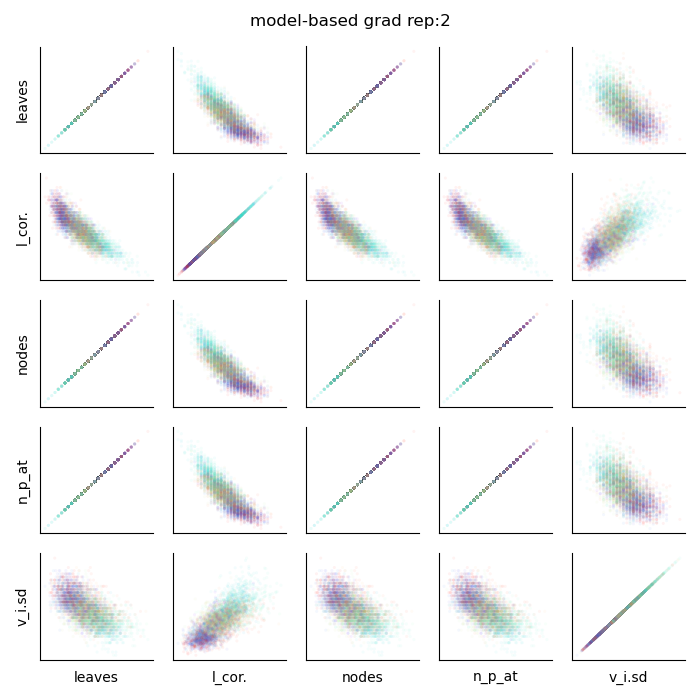 model-based grad rep:2
leaves
l_cor.
nodes
n_p_at
v_i.sd
leaves
l_cor.
nodes
n_p_at
v_i.sd